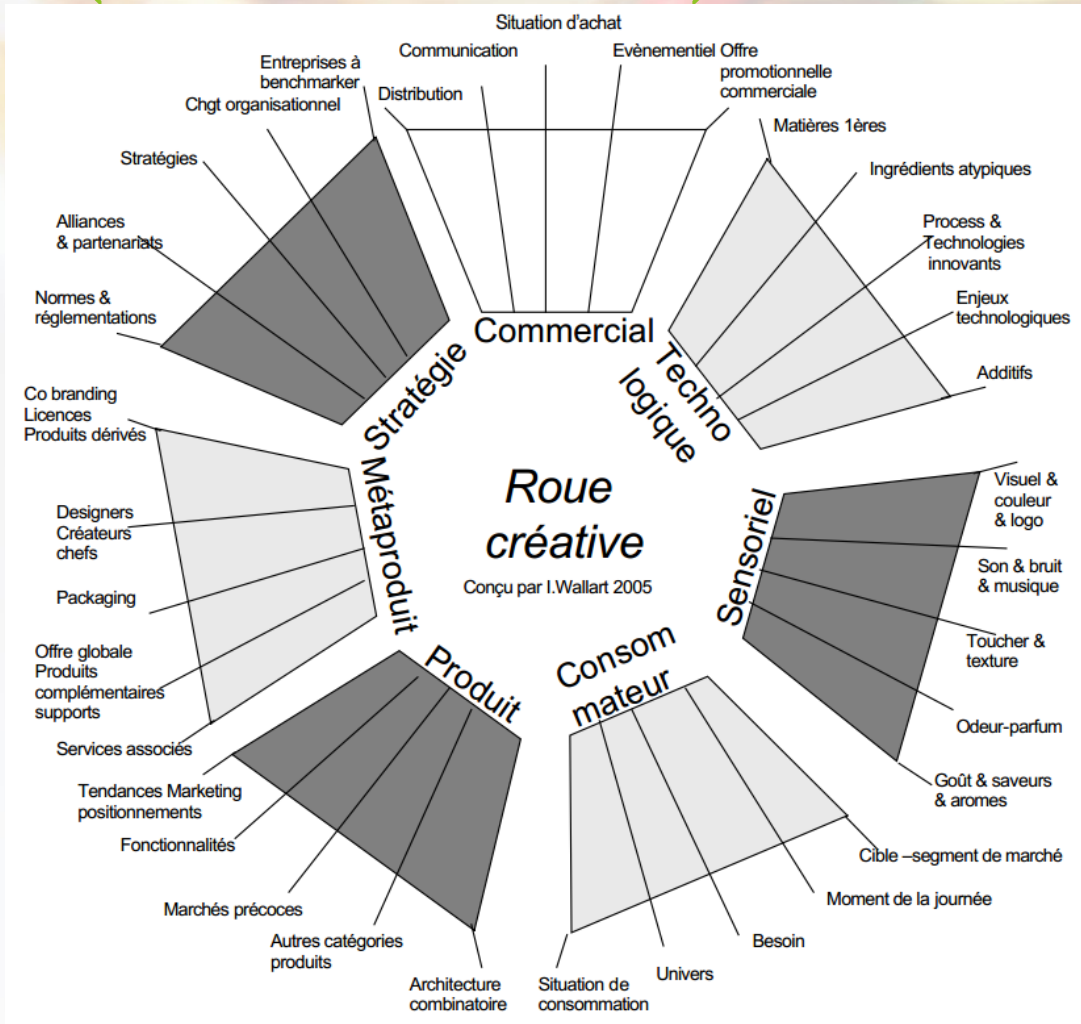 Situation d'achat
Communication
Evènementiel
Offre
promotionnelle
commerciale
Entreprises à
benchmarker
Distribution
Chgt organisationnel
Stratégies
Alliances
& partenariats
Normes &
réglementations
Matières 1ères
Ingrédients atypiques
Process &
Technologies
innovants
Enjeux
technologiques
Additifs
Commercial
Stratégie
Techno
logique
Co branding
Licences
Produits dérivés
Designers
Créateurs
chefs
Packaging
Offre globale
Produits
complémentaires
supports
Services associés
Métaproduit
Roue
créative
Conçu par I.Wallart 2005
Sensoriel
Visuel &
couleur
& logo
Son & bruit
& musique
Toucher &
texture
Odeur-parfum
Goût & saveurs
& aromes
Produit
Consom
mateur
Tendances Marketing
positionnements
Fonctionnalités
Marchés précoces
Autres catégories
produits
Architecture
combinatoire
Situation de
consommation
Univers
Besoin
Moment de la journée
Cible –segment de marché